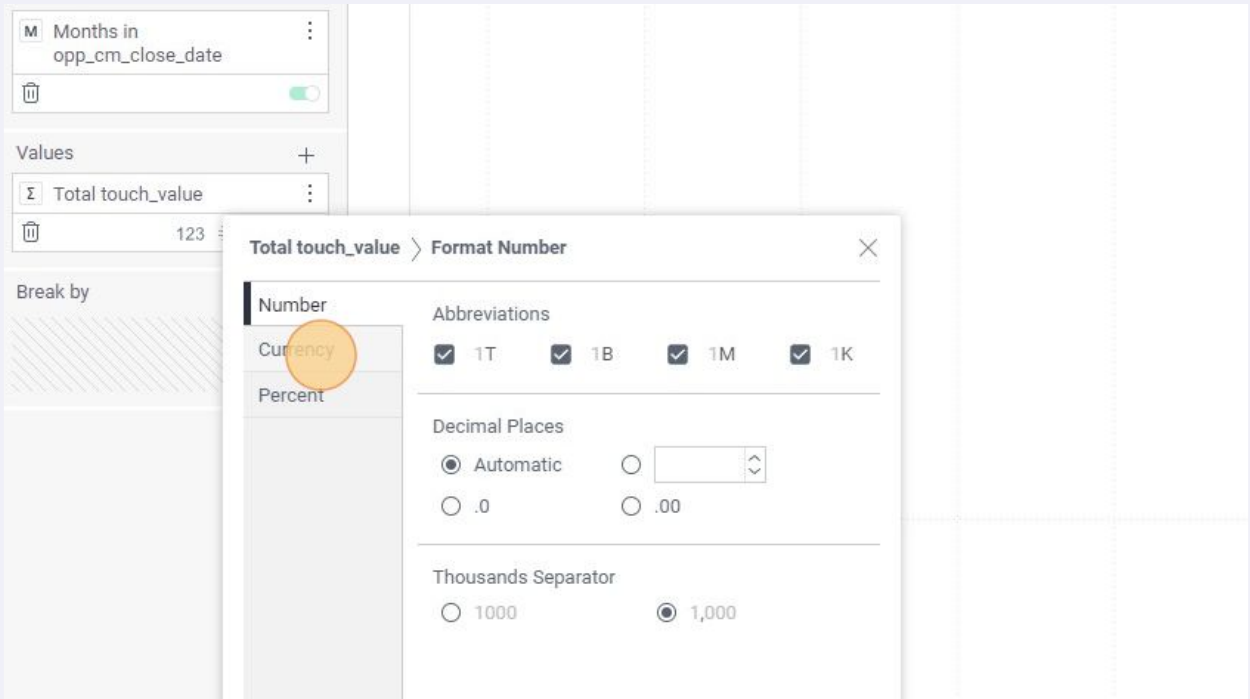 M Months in
opp_cm_close_date
Values +
Σ Total touch_value
123
Break by
Total touch_value > Format Number
Number
Currency
Percent
Abbreviations
1T 1B 1M 1K
Decimal Places
Automatic
.0 .00
Thousands Separator
1000 1,000